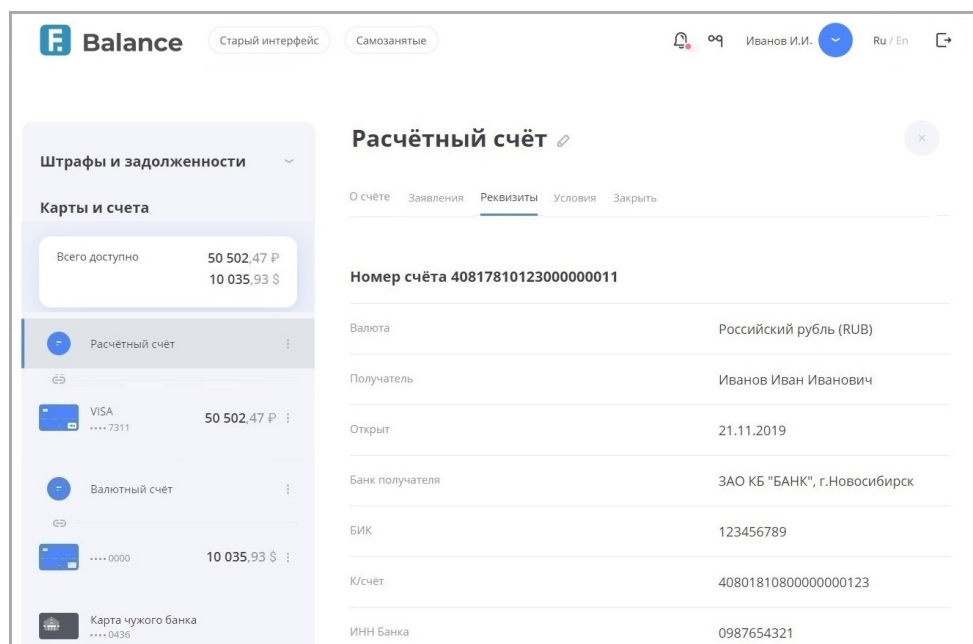 F. Balance Старый интерфейс Самозанятые Иванов И.И. Ru / En
Штрафы и задолженности
Карты и счета
Всего доступно 50 502,47 ₽
10 035,93 $
Расчётный счёт
VISA
•••• 7311
50 502,47 ₽
Валютный счёт
•••• 0000 10 035,93 $
Карта чужого банка
•••• 0436
Расчётный счёт
О счёте Заявления Реквизиты Условия Закрыть
Номер счёта 40817810123000000011
Валюта Российский рубль (RUB)
Получатель Иванов Иван Иванович
Открыт 21.11.2019
Банк получателя ЗАО КБ "БАНК", г.Новосибирск
БИК 123456789
К/счёт 40801810800000000123
ИНН Банка 0987654321